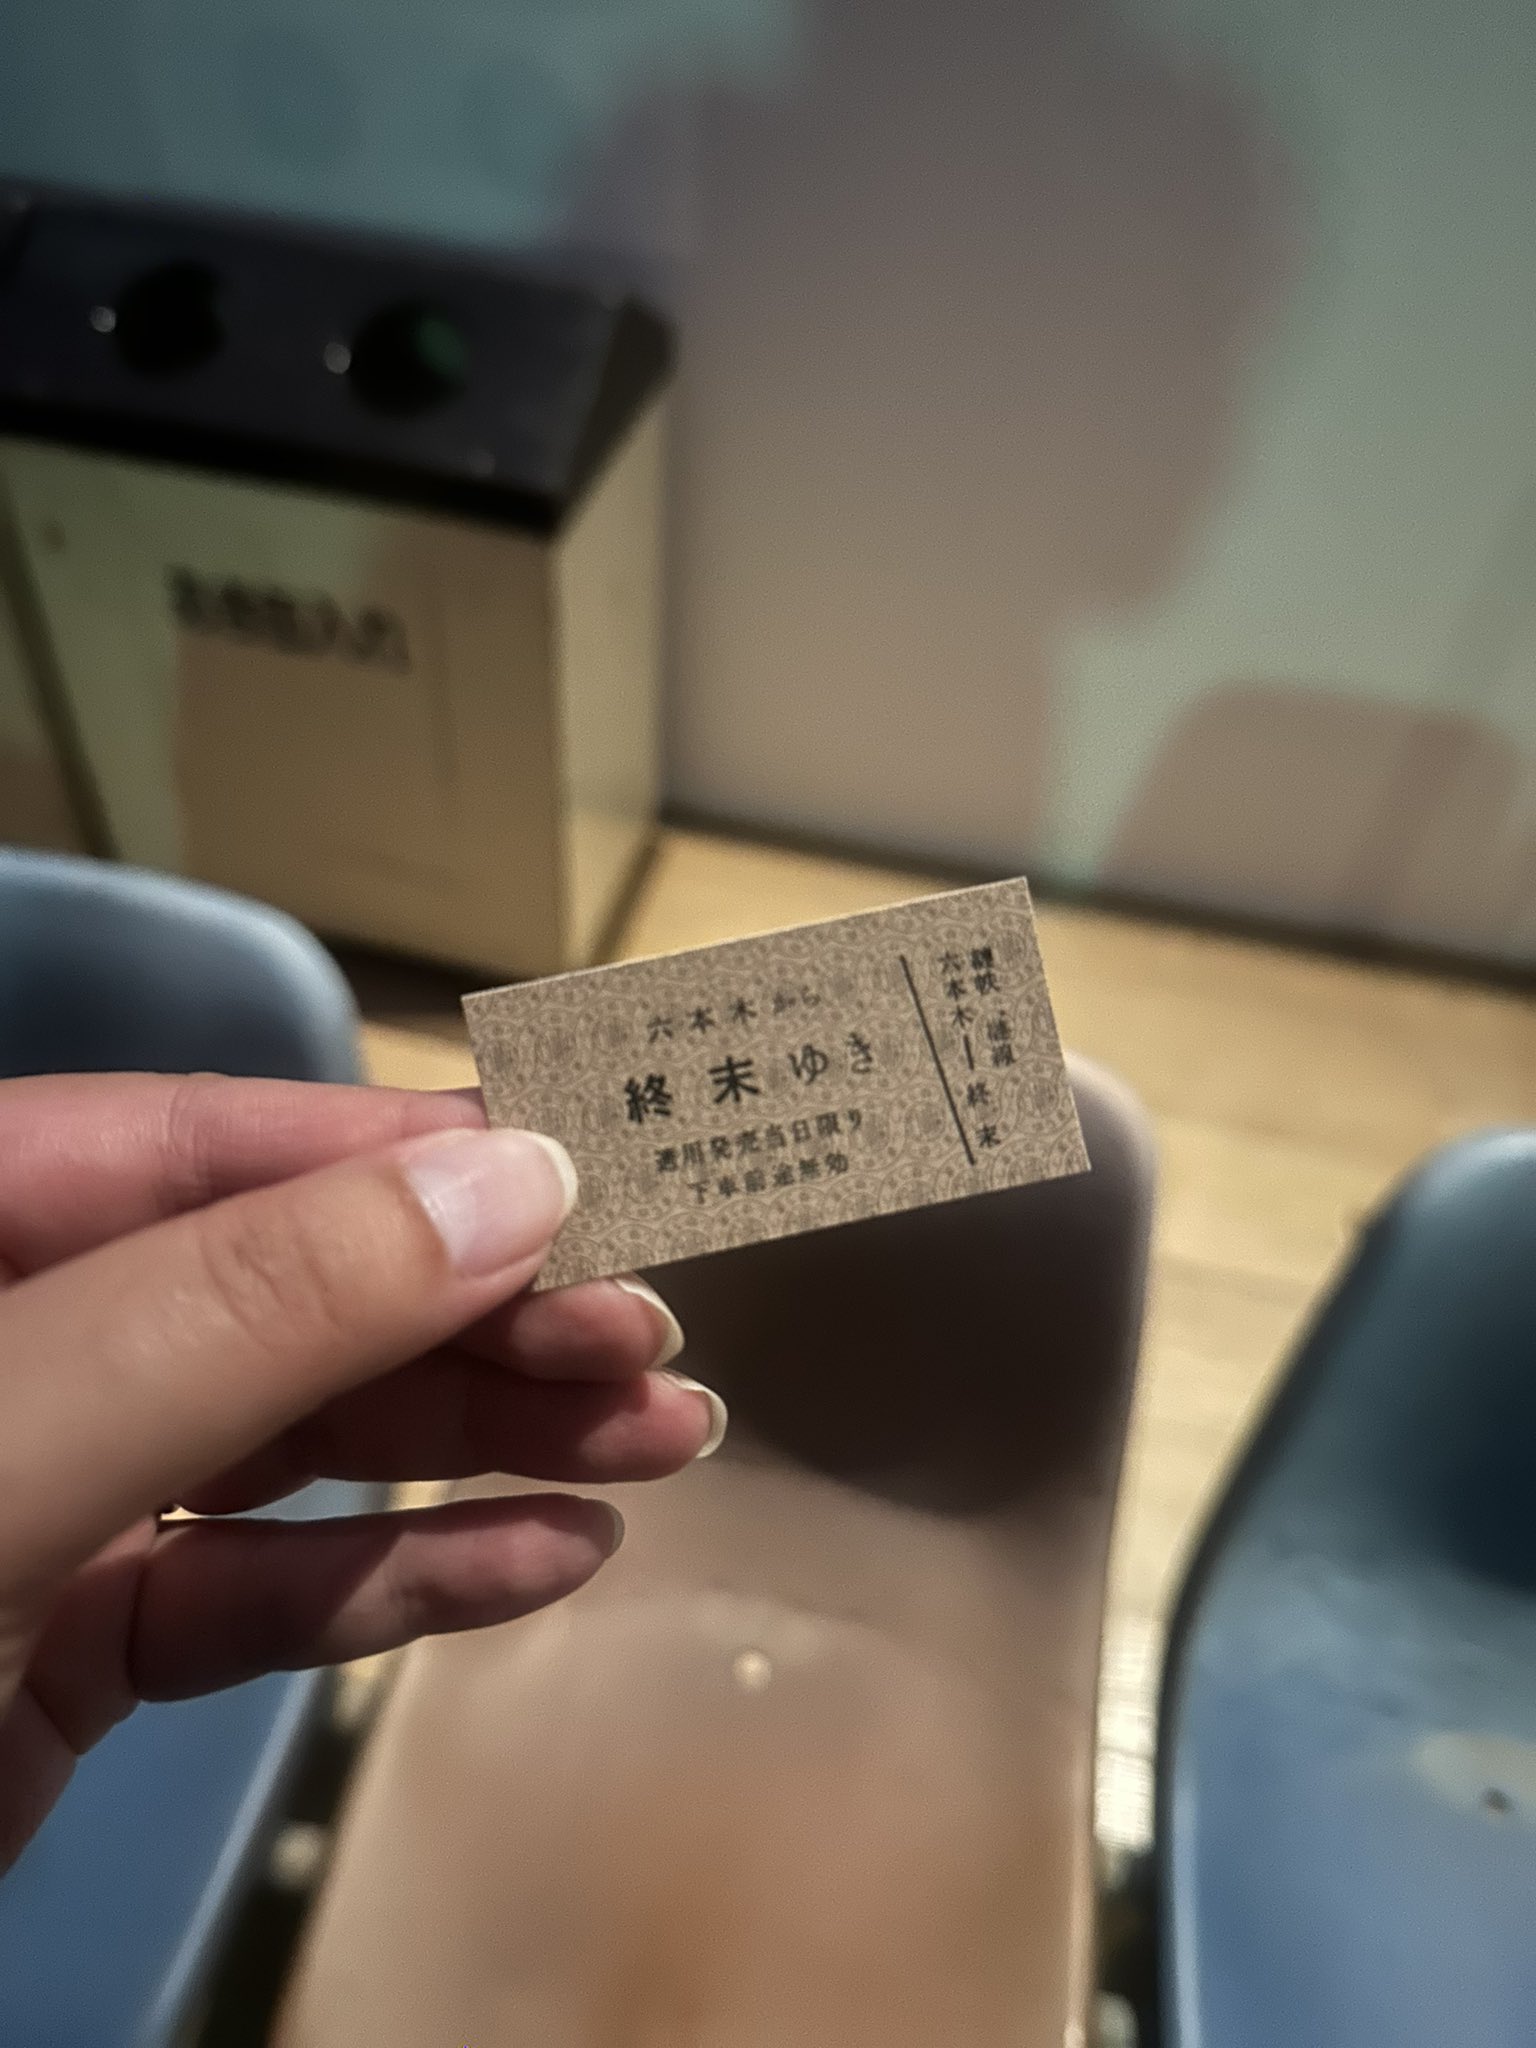 六本木 から
終末 ゆき
通用発売当日限り
下車前途無効
六本木ー終末